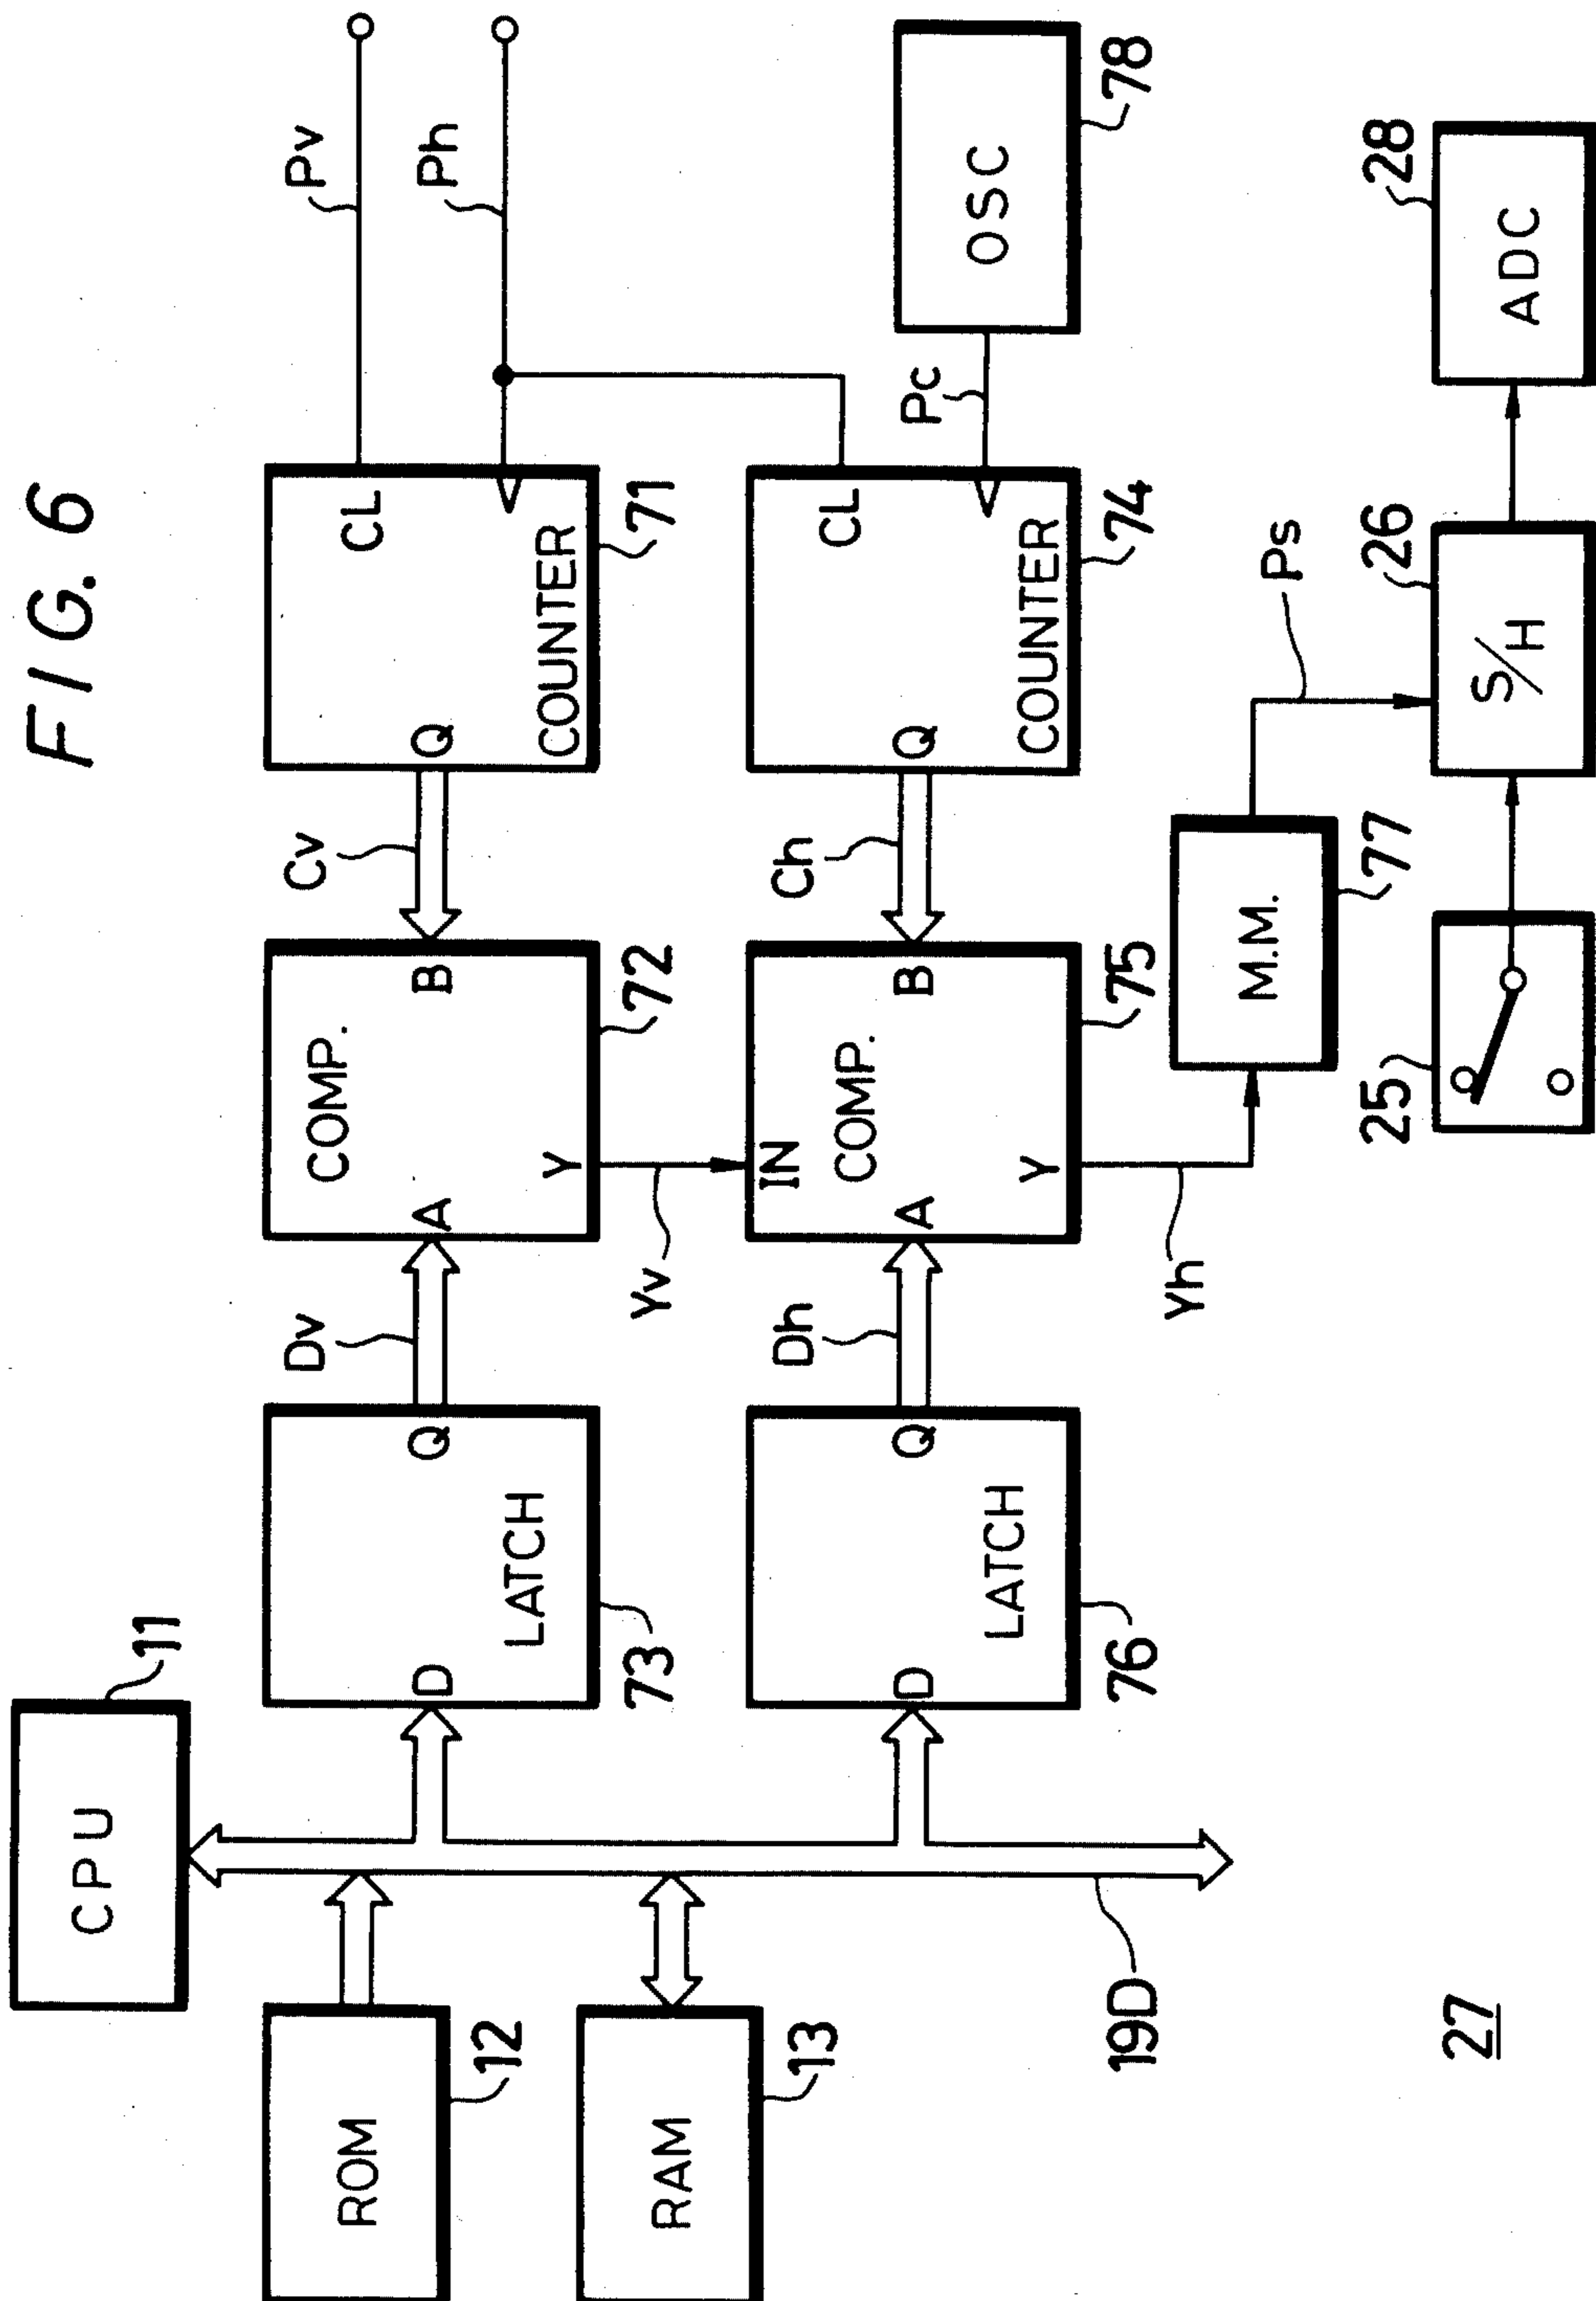 FIG. 6
CPU
11
ROM
12
RAM
13
19D
D
Q
LATCH
73
Dv
A
B
COMP.
Y
72
Cv
Q
CL
COUNTER
71
Pv
Ph
Yv
D
Q
LATCH
76
Dh
IN
A
B
COMP.
Y
75
Ch
Q
CL
COUNTER
74
Pc
OSC
78
Yh
M.M.
77
Ps
25
S/H
26
ADC
28
27